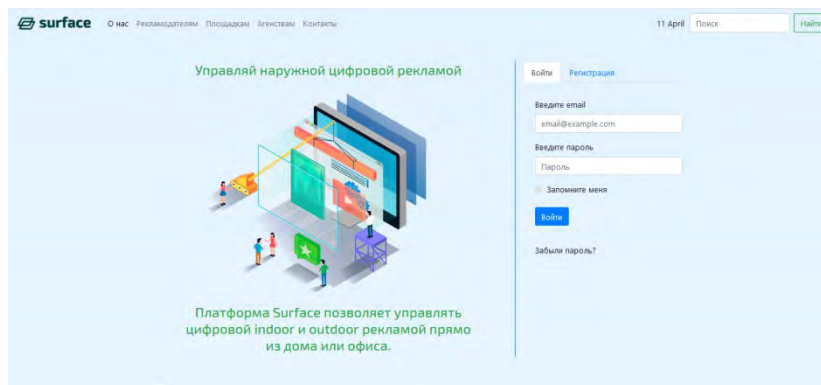 surface О нас Рекламодателям Площадкам Агенствам Контакты 11 April Поиск Найти
Управляй наружной цифровой рекламой
Платформа Surface позволяет управлять
цифровой indoor и outdoor рекламой прямо
из дома или офиса.
Войти Регистрация
Введите email
email@example.com
Введите пароль
Пароль
Запомните меня
Войти
Забыли пароль?